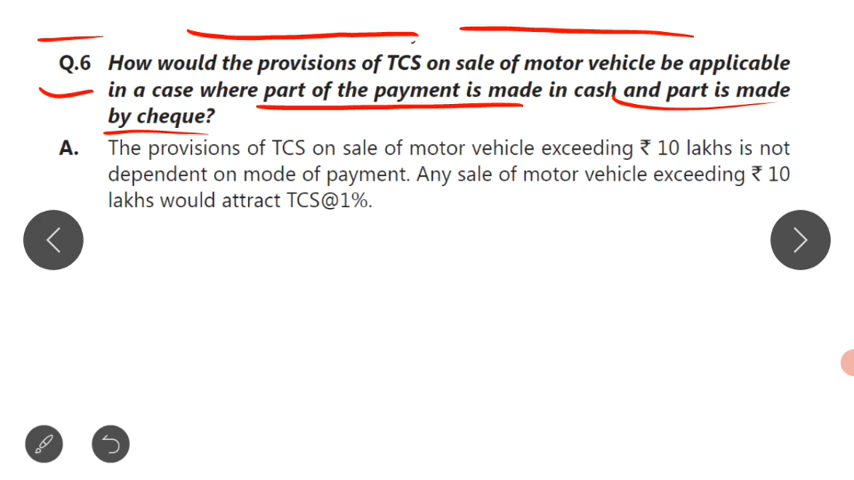 Q.6 How would the provisions of TCS on sale of motor vehicle be applicable
in a case where part of the payment is made in cash and part is made
by cheque?
A. The provisions of TCS on sale of motor vehicle exceeding ₹ 10 lakhs is not
dependent on mode of payment. Any sale of motor vehicle exceeding ₹ 10
lakhs would attract TCS@1%.